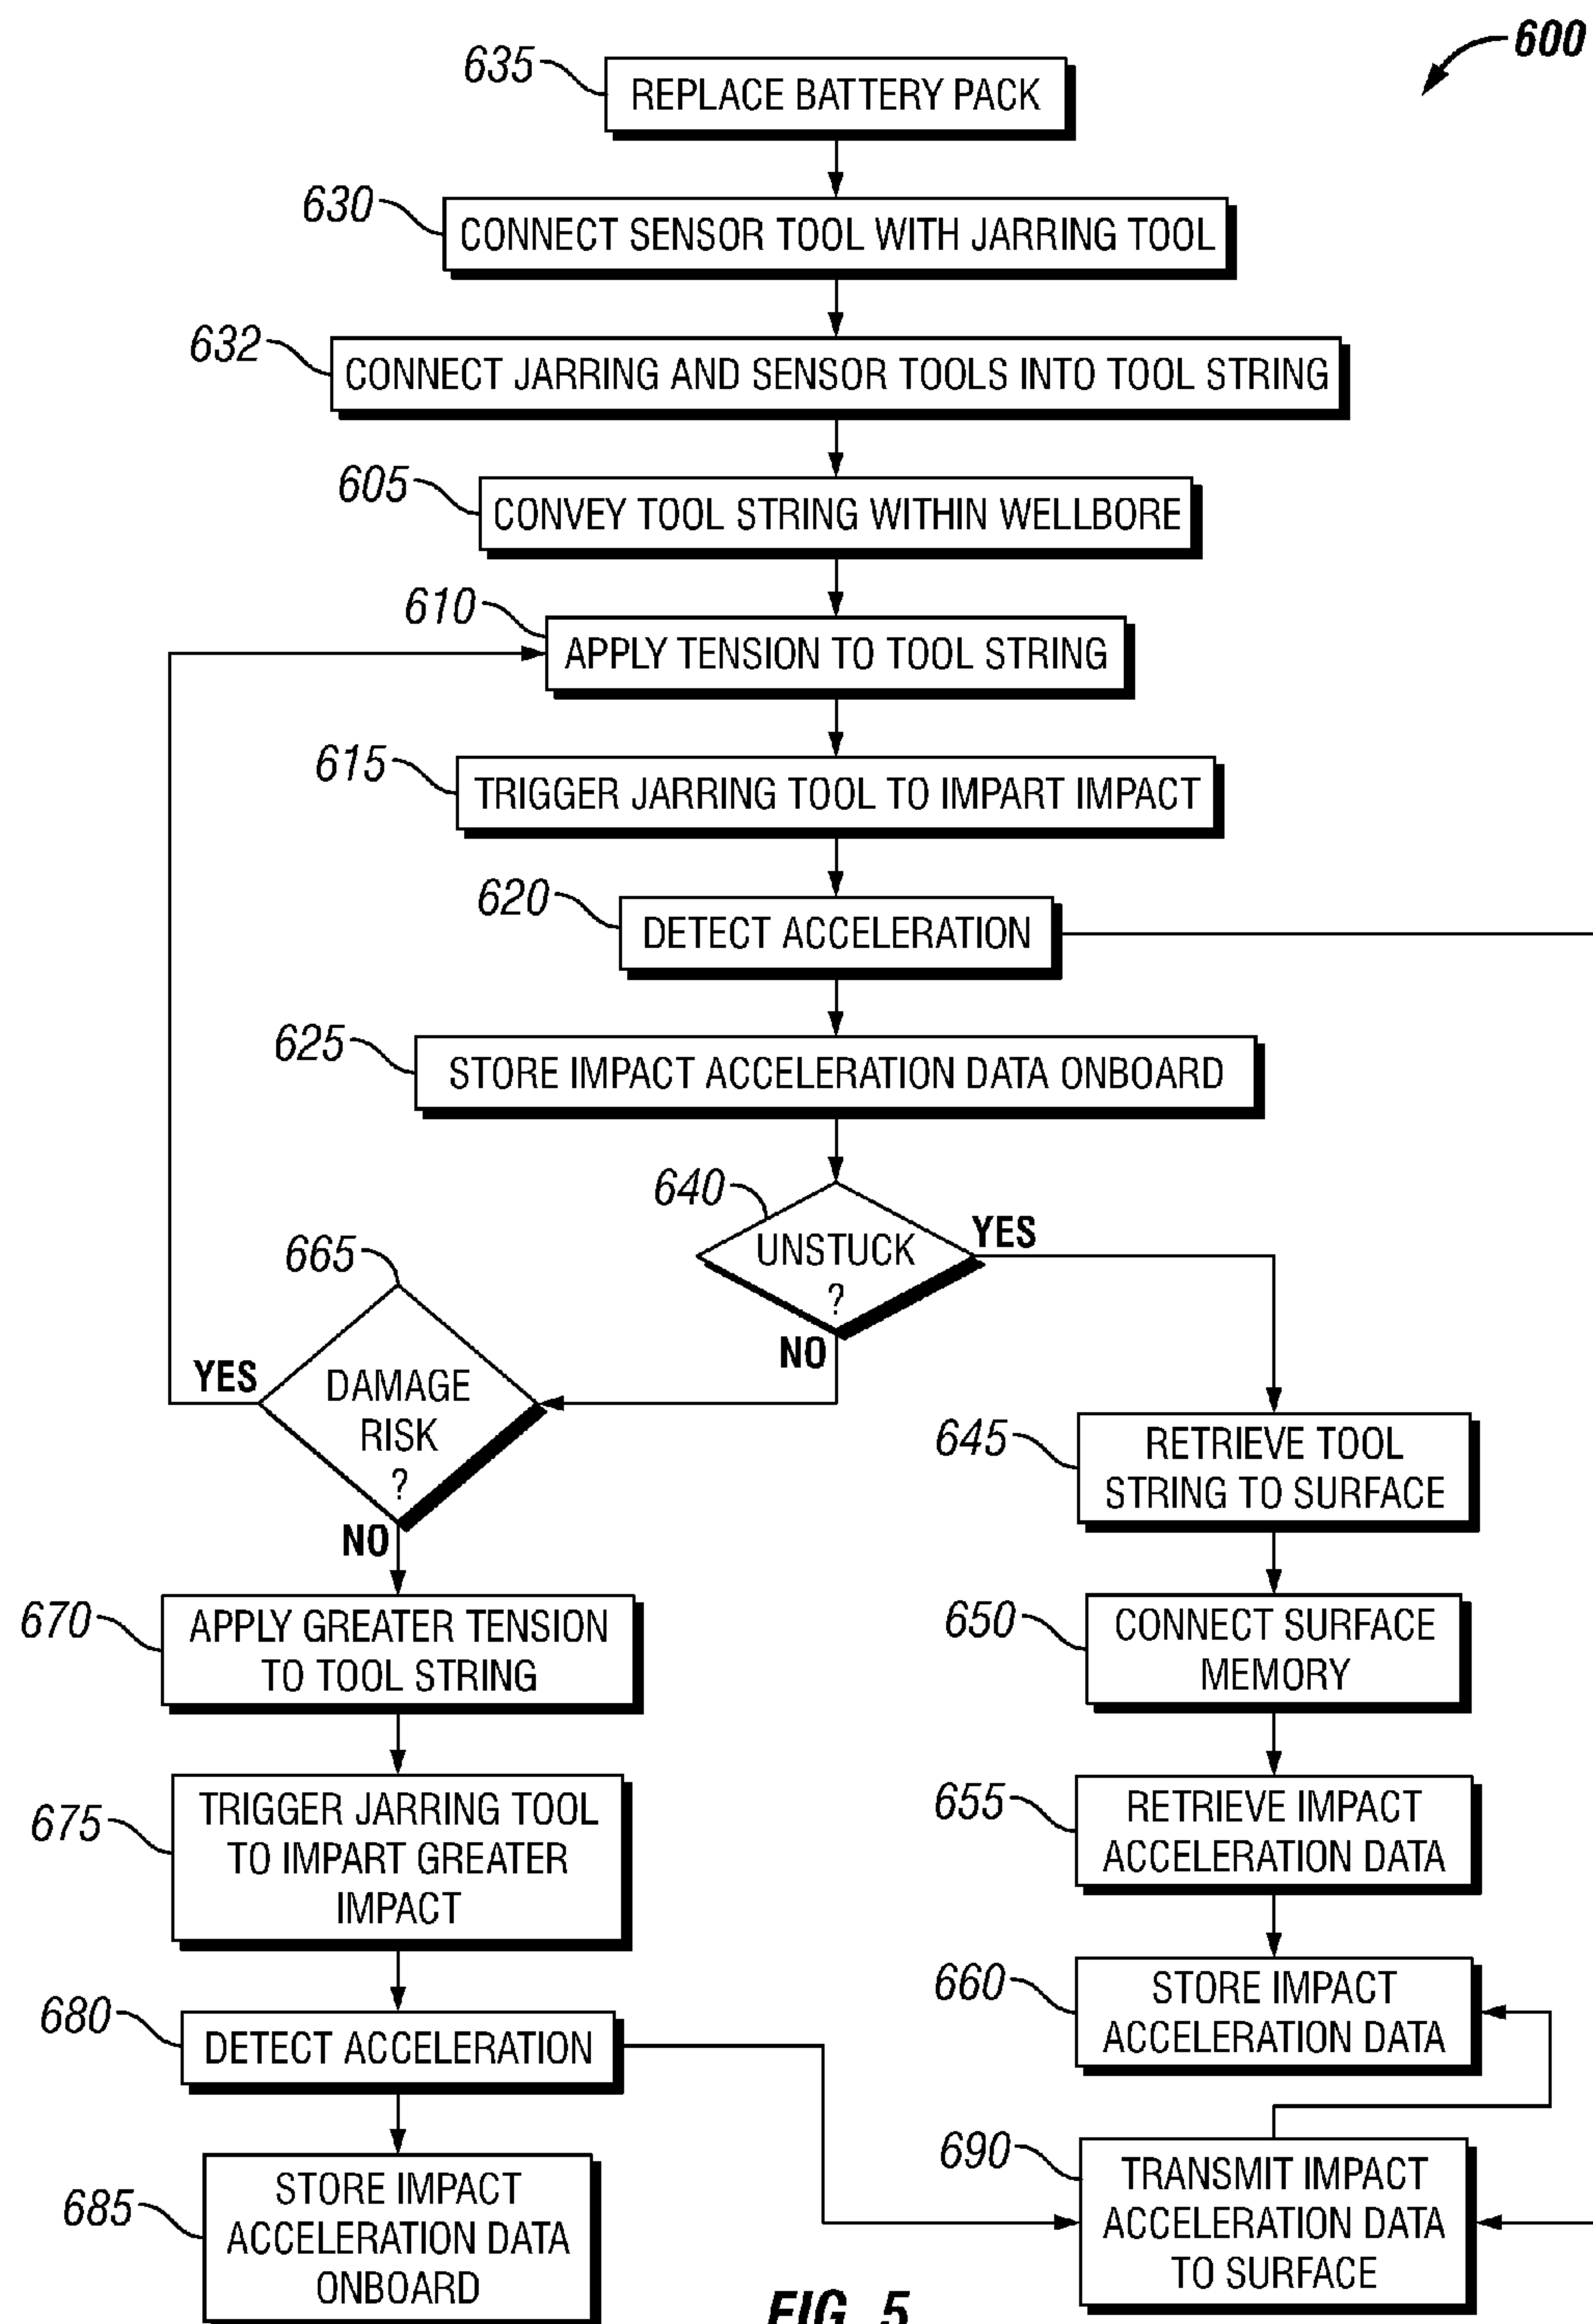 600
635
REPLACE BATTERY PACK
630
CONNECT SENSOR TOOL WITH JARRING TOOL
632
CONNECT JARRING AND SENSOR TOOLS INTO TOOL STRING
605
CONVEY TOOL STRING WITHIN WELLBORE
610
APPLY TENSION TO TOOL STRING
615
TRIGGER JARRING TOOL TO IMPART IMPACT
620
DETECT ACCELERATION
625
STORE IMPACT ACCELERATION DATA ONBOARD
640
UNSTUCK
?
YES
NO
665
DAMAGE
RISK
?
YES
NO
645
RETRIEVE TOOL
STRING TO SURFACE
670
APPLY GREATER TENSION
TO TOOL STRING
650
CONNECT SURFACE
MEMORY
675
TRIGGER JARRING TOOL
TO IMPART GREATER
IMPACT
655
RETRIEVE IMPACT
ACCELERATION DATA
660
STORE IMPACT
ACCELERATION DATA
680
DETECT ACCELERATION
685
STORE IMPACT
ACCELERATION DATA
ONBOARD
690
TRANSMIT IMPACT
ACCELERATION DATA
TO SURFACE
FIG. 5